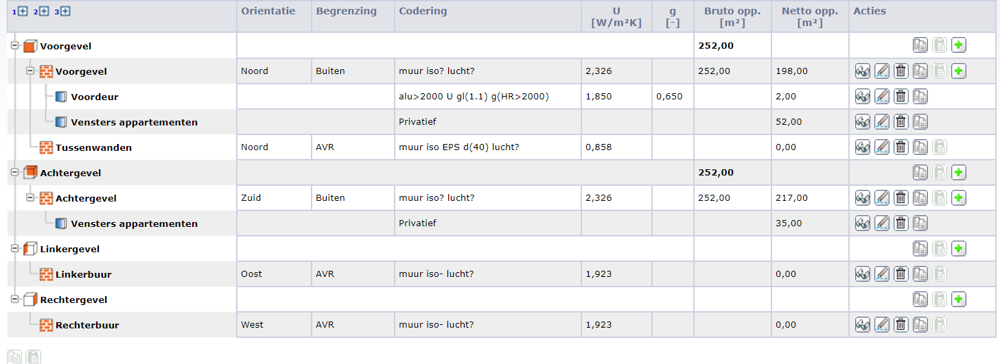 1 2 3 Orientatie Begrenzing Codering U [W/m²K] g [-] Bruto opp. [m²] Netto opp. [m²] Acties
Voorgevel 252,00
Voorgevel Noord Buiten muur iso? lucht? 2,326 252,00 198,00
Voordeur alu>2000 U gl(1.1) g(HR>2000) 1,850 0,650 2,00
Vensters appartementen Privatief 52,00
Tussenwanden Noord AVR muur iso EPS d(40) lucht? 0,858 0,00
Achtergevel 252,00
Achtergevel Zuid Buiten muur iso? lucht? 2,326 252,00 217,00
Vensters appartementen Privatief 35,00
Linkergevel
Linkerbuur Oost AVR muur iso- lucht? 1,923 0,00
Rechtergevel
Rechterbuur West AVR muur iso- lucht? 1,923 0,00